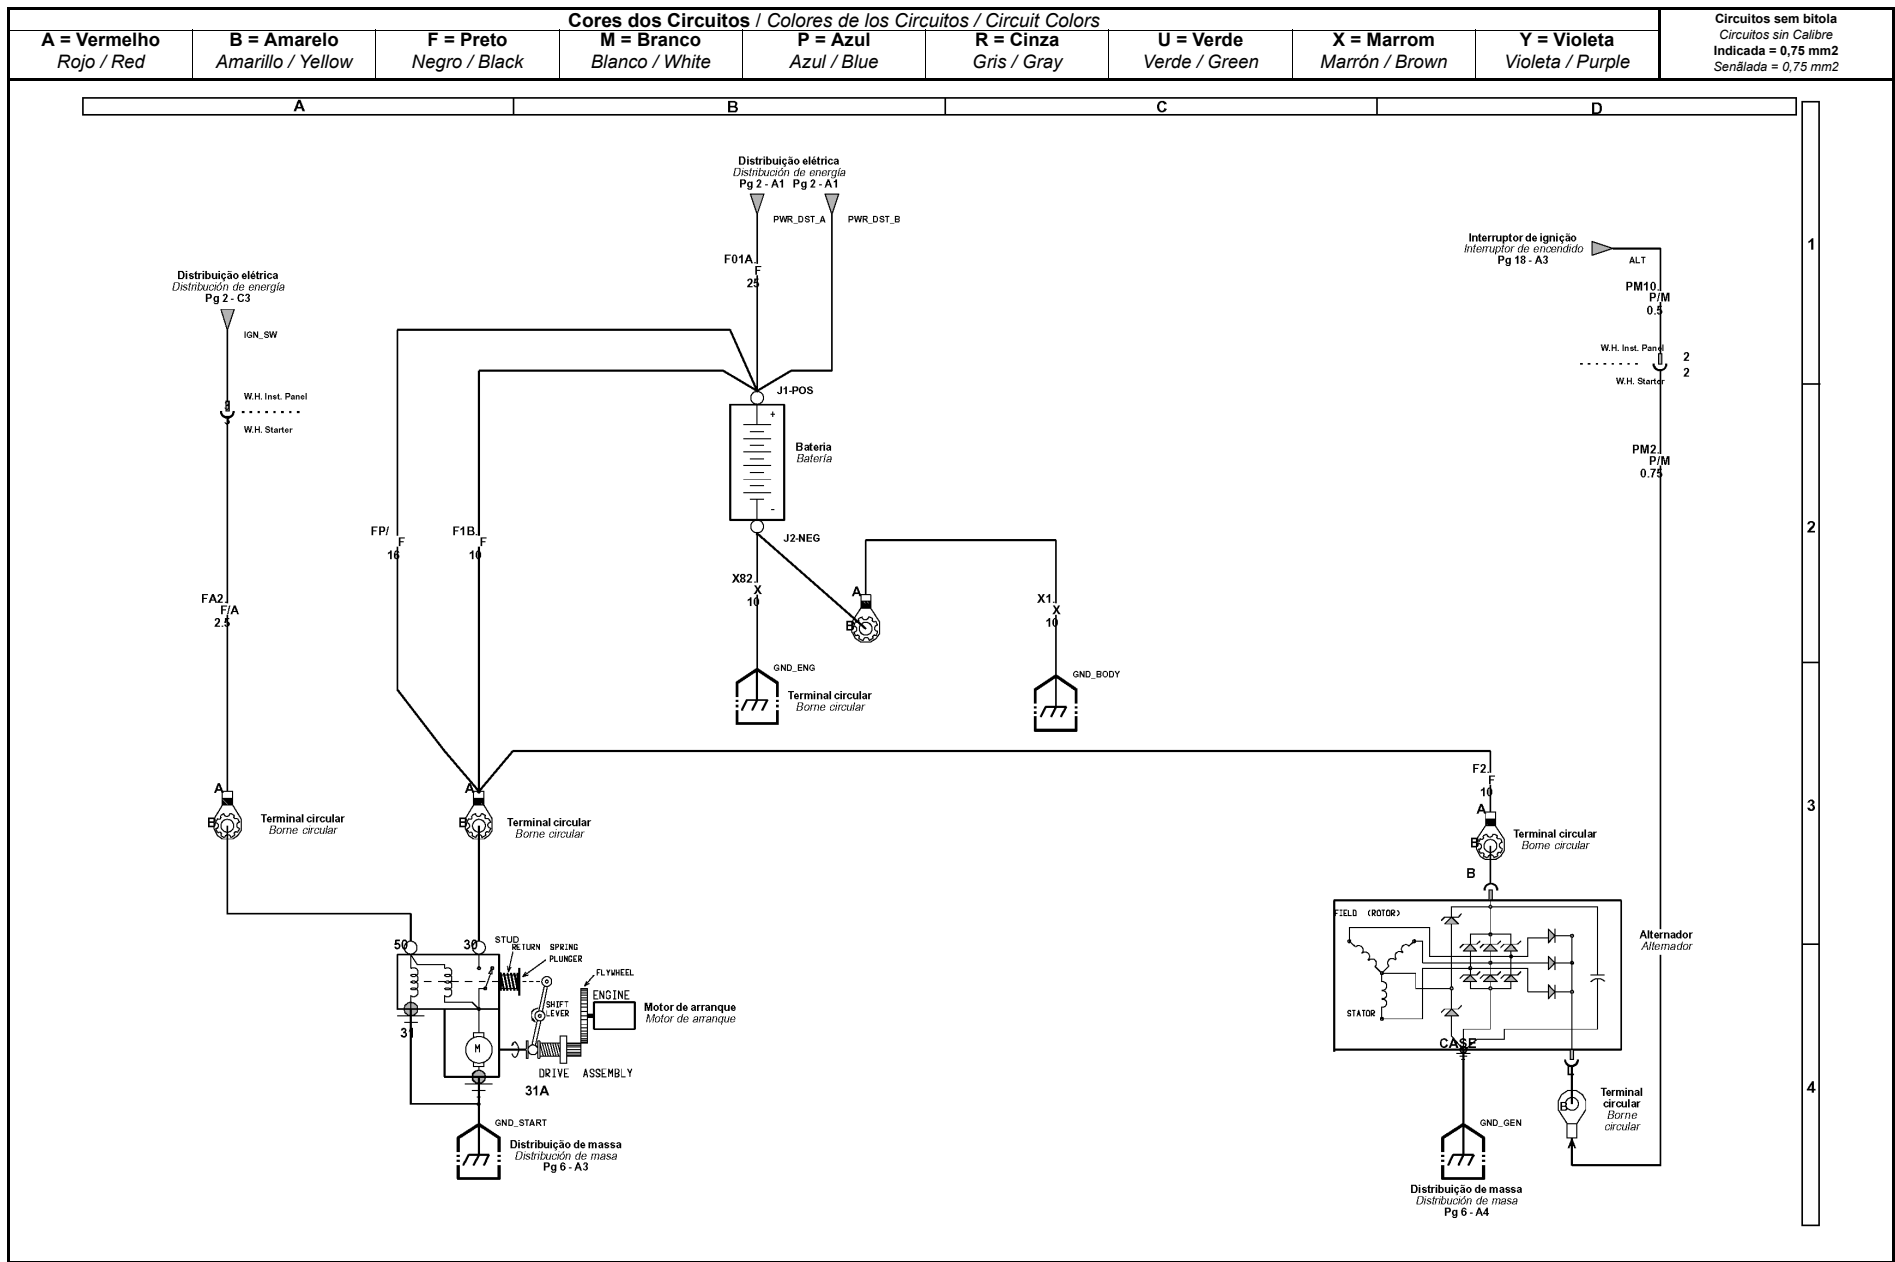 Cores dos Circuitos / Colores de los Circuitos / Circuit Colors
A = Vermelho
Rojo / Red
B = Amarelo
Amarillo / Yellow
F = Preto
Negro / Black
M = Branco
Blanco / White
P = Azul
Azul / Blue
R = Cinza
Gris / Gray
U = Verde
Verde / Green
X = Marrom
Marrón / Brown
Y = Violeta
Violeta / Purple
Circuitos sem bitola
Circuitos sin Calibre
Indicada = 0,75 mm2
Senãlada = 0,75 mm2
A
B
C
D
1
2
3
4
Distribuição elétrica
Distribución de energía
Pg 2 - A1 Pg 2 - A1
PWR_DST_A
PWR_DST_B
F01A.
F
25
Interruptor de ignição
Interruptor de encendido
Pg 18 - A3
ALT
PM10.
P/M
0.5
W.H. Inst. Panel
2
2
W.H. Starter
PM2.
P/M
0.75
Distribuição elétrica
Distribución de energía
Pg 2 - C3
IGN_SW
W.H. Inst. Panel
W.H. Starter
FA2.
F/A
2.5
FP/
F
16
F1B.
F
10
J1-POS
+
Bateria
Batería
-
J2-NEG
X82.
X
10
A
B
X1.
X
10
GND_ENG
Terminal circular
Borne circular
GND_BODY
A
B
Terminal circular
Borne circular
A
B
Terminal circular
Borne circular
F2.
F
10
A
B
Terminal circular
Borne circular
B
50
30
STUD
RETURN SPRING
PLUNGER
FLYWHEEL
ENGINE
SHIFT
LEVER
Motor de arranque
Motor de arranque
31
M
DRIVE ASSEMBLY
31A
GND_START
Distribuição de massa
Distribución de masa
Pg 6 - A3
FIELD (ROTOR)
STATOR
CASE
Alternador
Alternador
L
B
A
Terminal
circular
Borne
circular
GND_GEN
Distribuição de massa
Distribución de masa
Pg 6 - A4